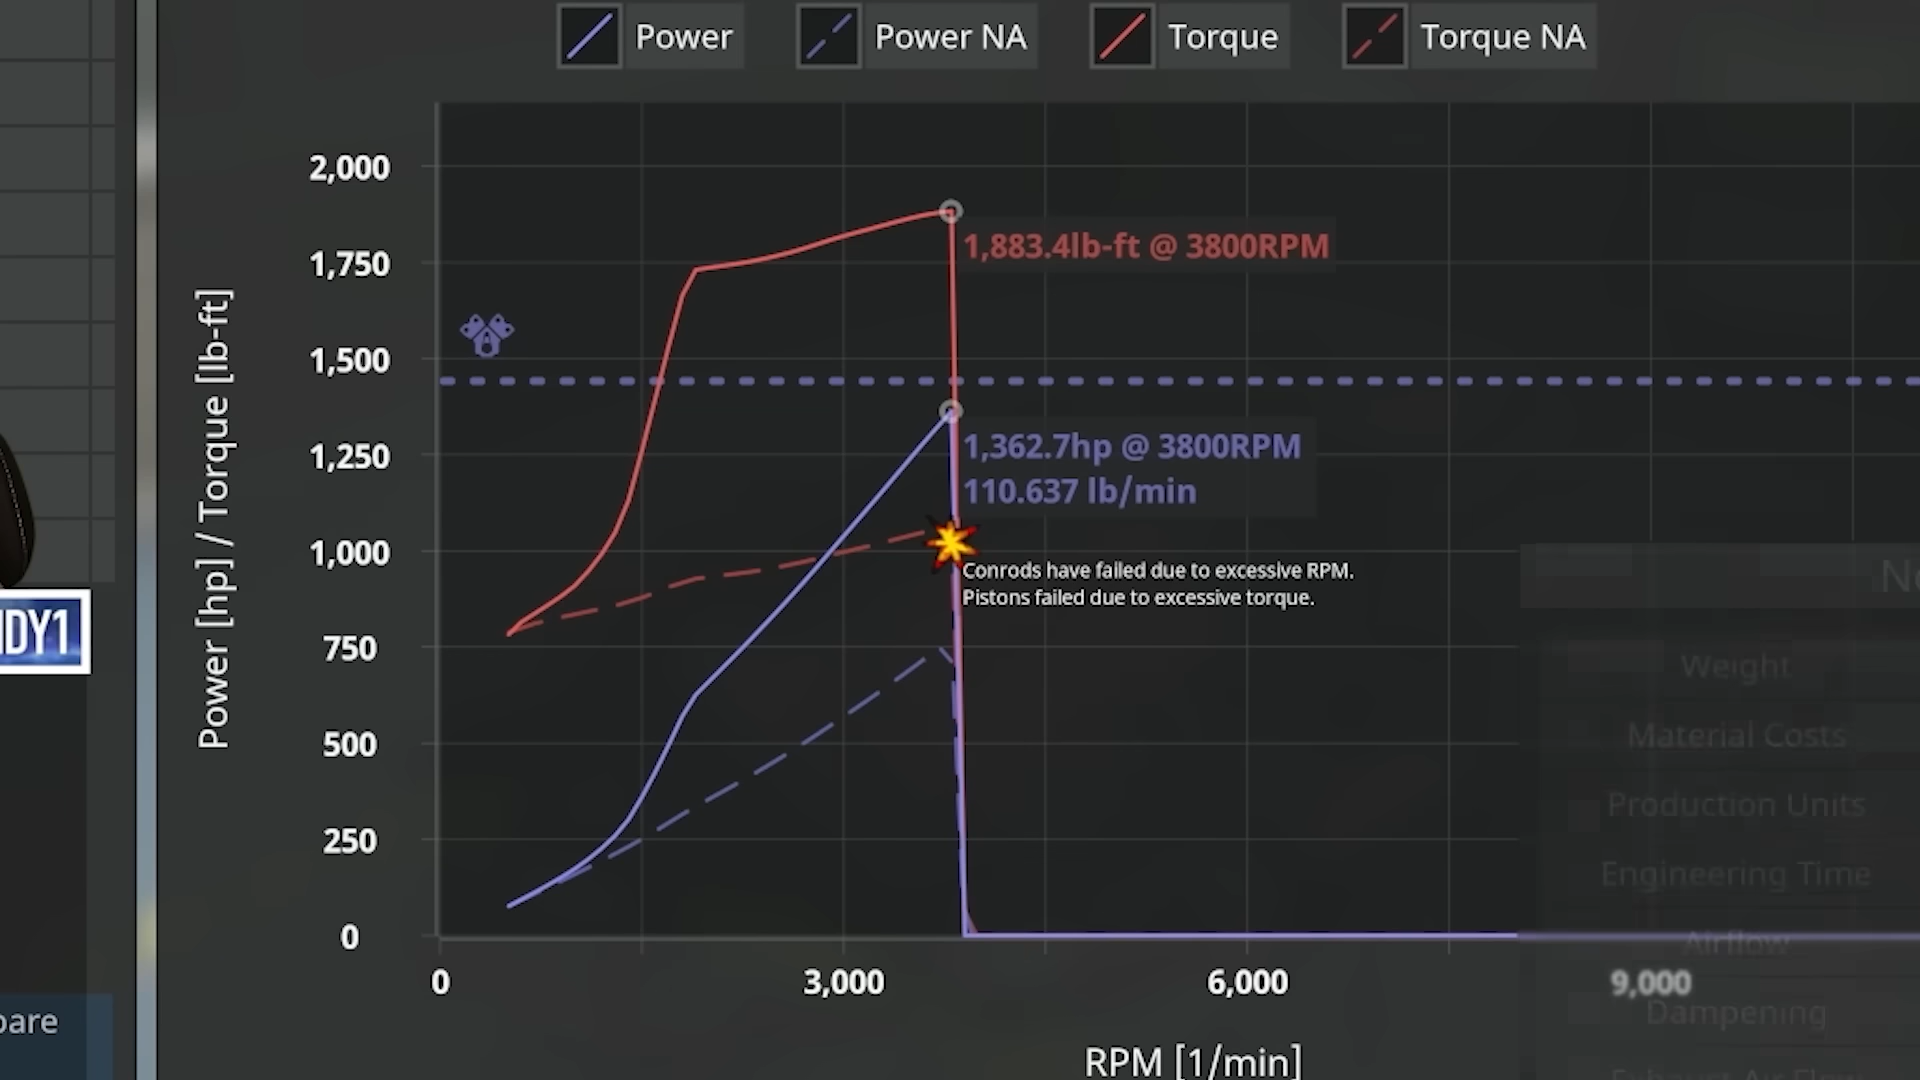 Power
Power NA
Torque
Torque NA
2,000
1,750
1,500
1,250
1,000
750
500
250
0
Power [hp] / Torque [lb-ft]
1,883.4lb-ft @ 3800RPM
1,362.7hp @ 3800RPM
110.637 lb/min
Conrods have failed due to excessive RPM.
Pistons failed due to excessive torque.
0
3,000
6,000
9,000
RPM [1/min]
Weight
Material Costs
Production Units
Engineering Time
Airflow
Dampening